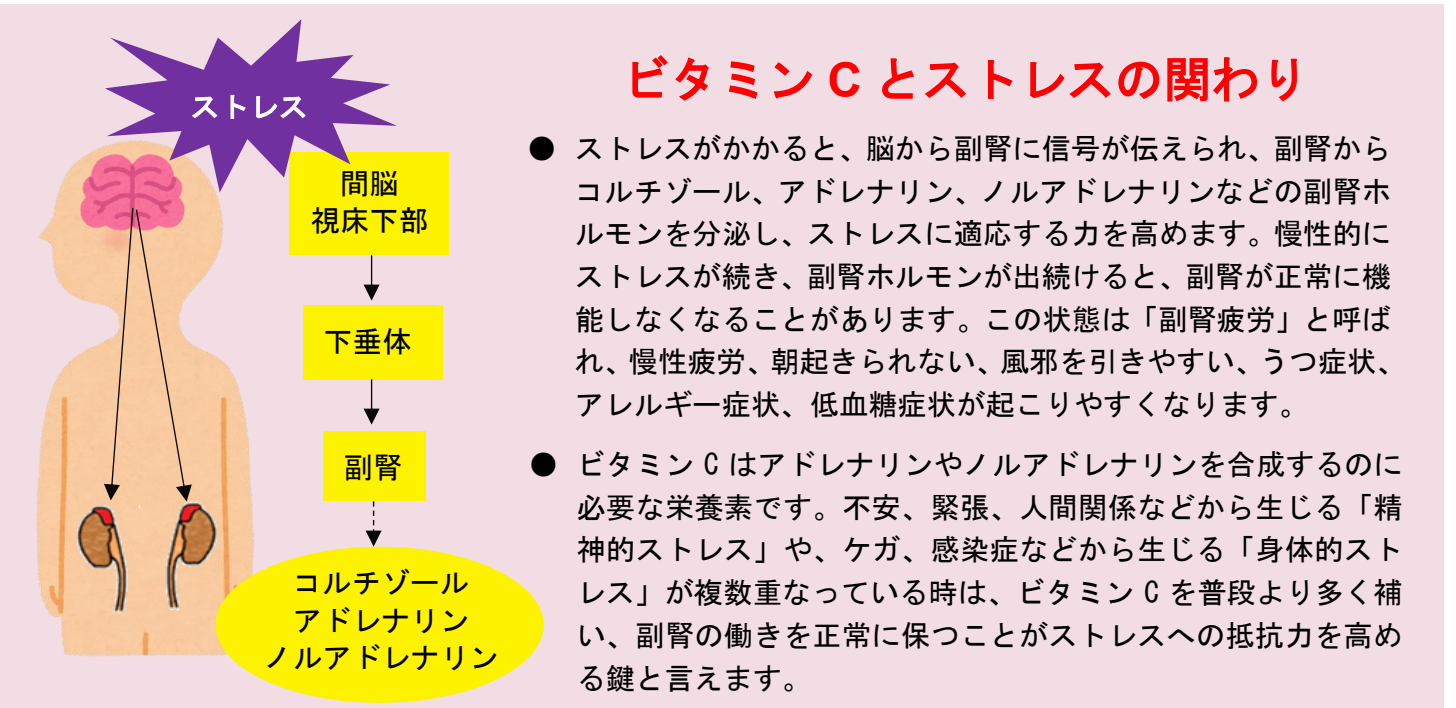 ストレス
間脳
視床下部
下垂体
副腎
コルチゾール
アドレナリン
ノルアドレナリン
ビタミン C とストレスの関わり
● ストレスがかかると、脳から副腎に信号が伝えられ、副腎から
コルチゾール、アドレナリン、ノルアドレナリンなどの副腎ホ
ルモンを分泌し、ストレスに適応する力を高めます。慢性的に
ストレスが続き、副腎ホルモンが出続けると、副腎が正常に機
能しなくなることがあります。この状態は「副腎疲労」と呼ば
れ、慢性疲労、朝起きられない、風邪を引きやすい、うつ症状、
アレルギー症状、低血糖症状が起こりやすくなります。
● ビタミン C はアドレナリンやノルアドレナリンを合成するのに
必要な栄養素です。不安、緊張、人間関係などから生じる「精
神的ストレス」や、ケガ、感染症などから生じる「身体的スト
レス」が複数重なっている時は、ビタミン C を普段より多く補
い、副腎の働きを正常に保つことがストレスへの抵抗力を高め
る鍵と言えます。